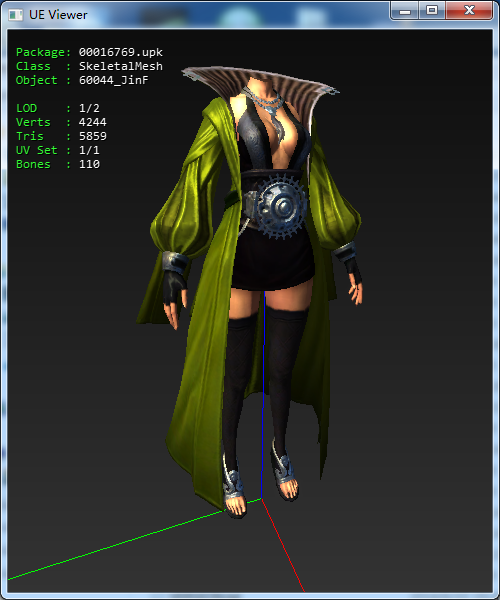 UE Viewer
Package: 00016769.upk
Class  : SkeletalMesh
Object : 60044_JinF
LOD    : 1/2
Verts  : 4244
Tris   : 5859
UV Set : 1/1
Bones  : 110